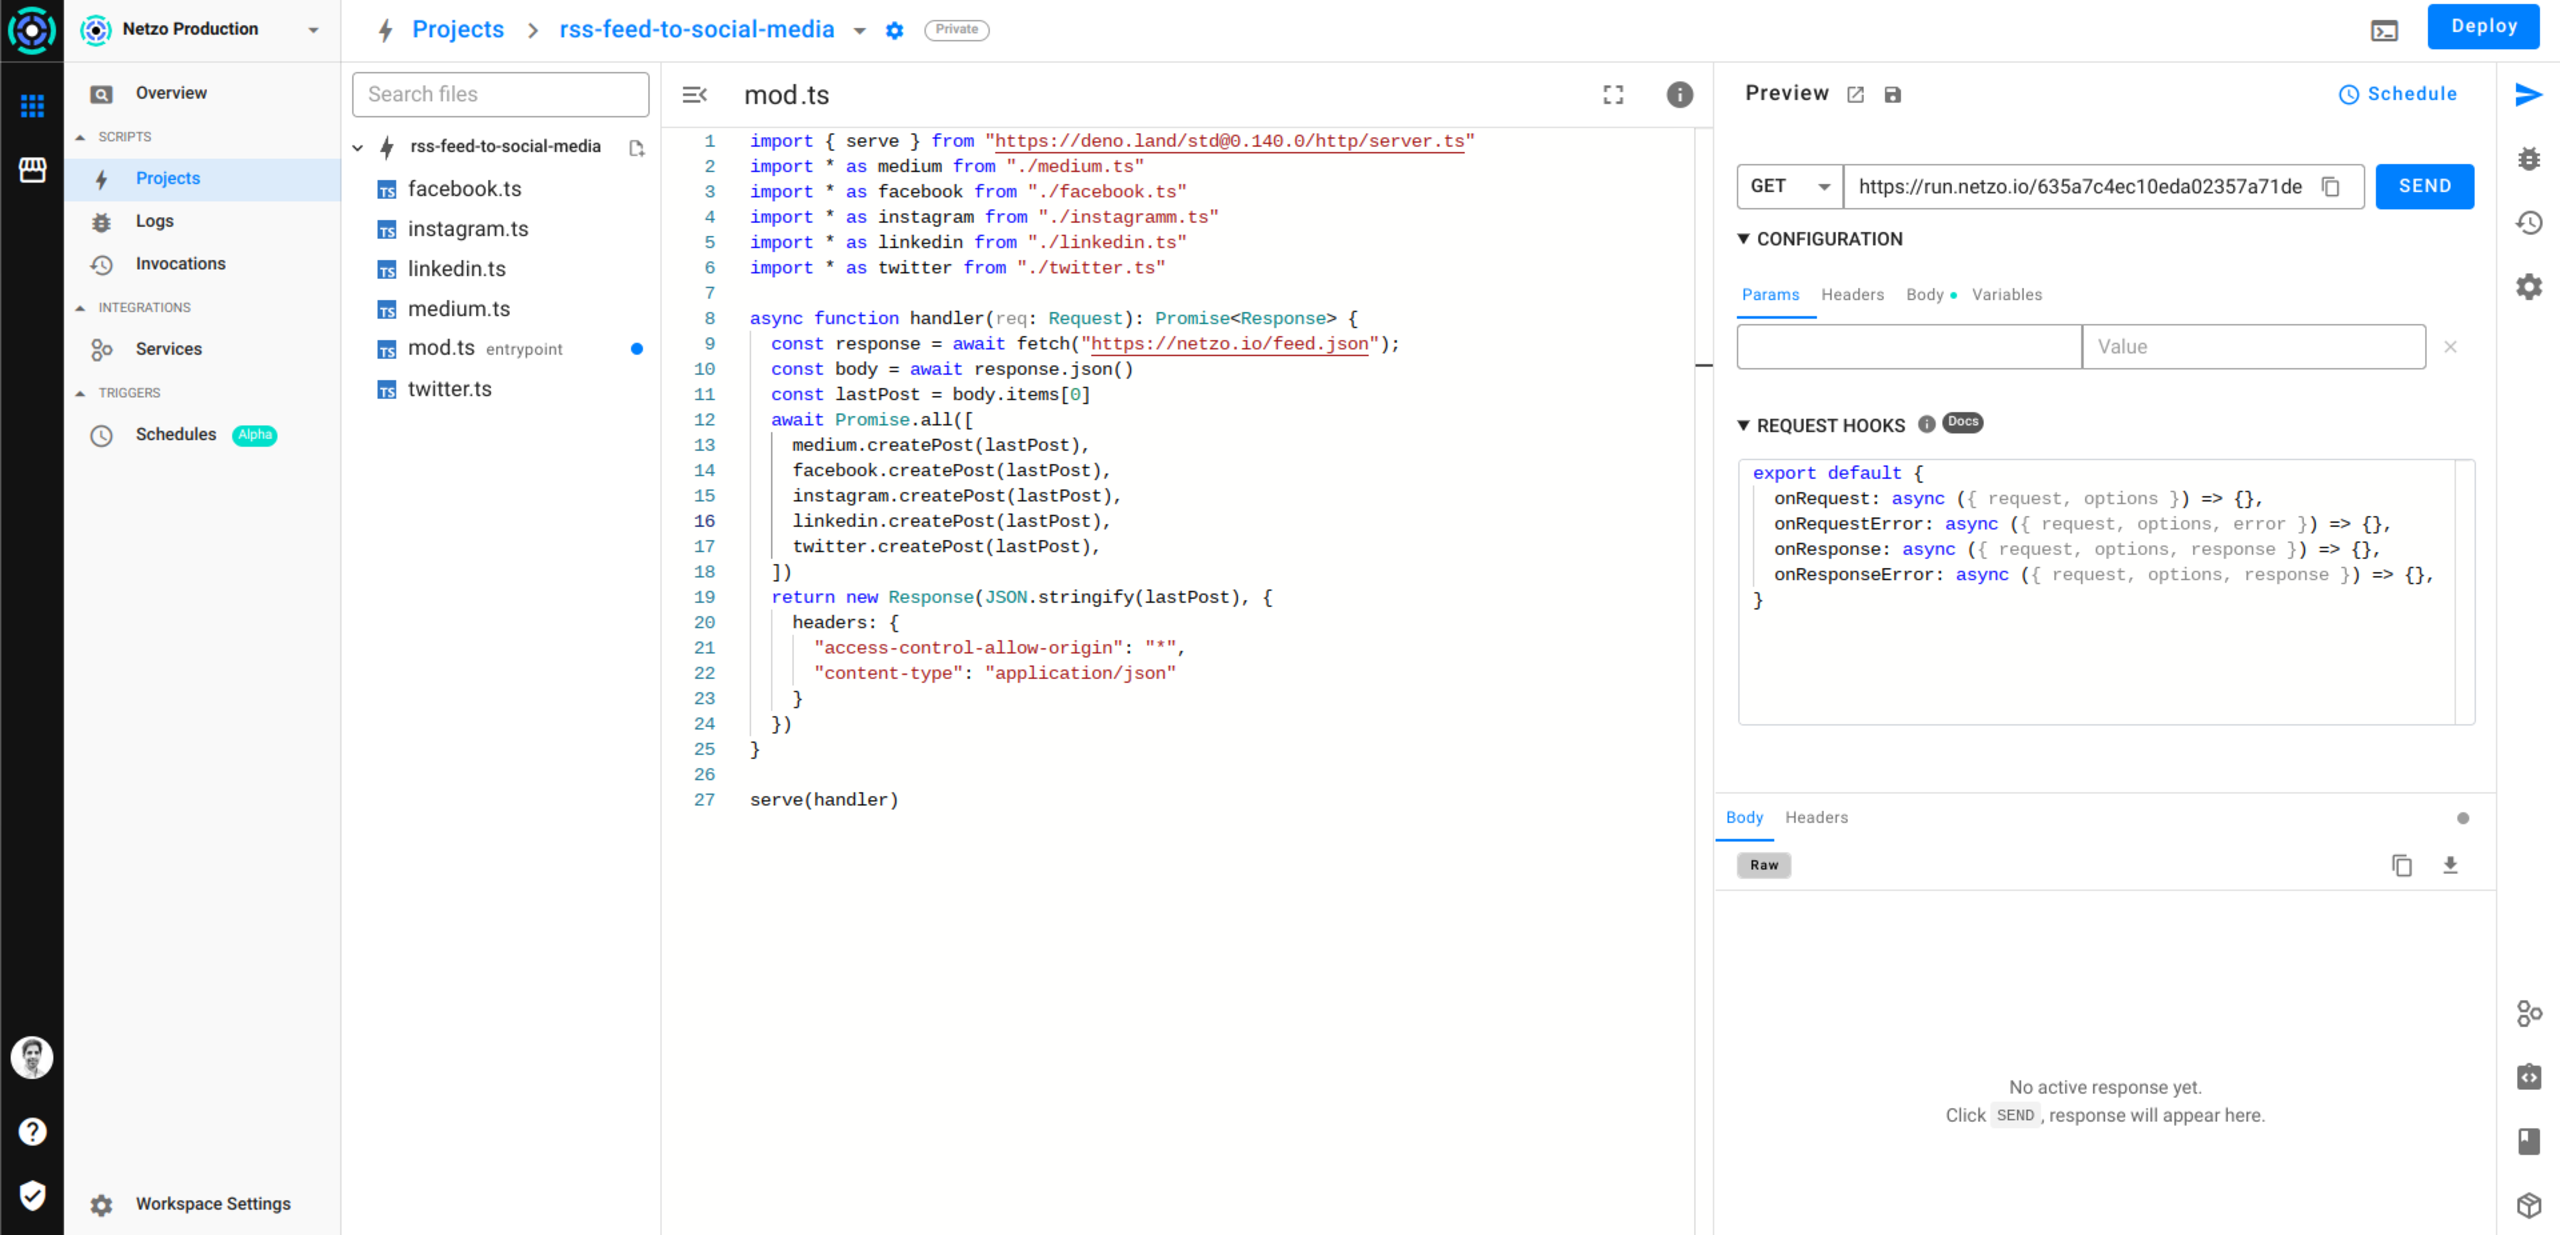 Netzo Production
Projects
rss-feed-to-social-media
Private
Deploy
Overview
SCRIPTS
Projects
Logs
Invocations
INTEGRATIONS
Services
TRIGGERS
Schedules Alpha
Workspace Settings
Search files
rss-feed-to-social-media
TS facebook.ts
TS instagram.ts
TS linkedin.ts
TS medium.ts
TS mod.ts entrypoint
TS twitter.ts
mod.ts
1 import { serve } from "https://deno.land/std@0.140.0/http/server.ts"
2 import * as medium from "./medium.ts"
3 import * as facebook from "./facebook.ts"
4 import * as instagram from "./instagramm.ts"
5 import * as linkedin from "./linkedin.ts"
6 import * as twitter from "./twitter.ts"
7
8 async function handler(req: Request): Promise<Response> {
9 const response = await fetch("https://netzo.io/feed.json");
10 const body = await response.json()
11 const lastPost = body.items[0]
12 await Promise.all([
13 medium.createPost(lastPost),
14 facebook.createPost(lastPost),
15 instagram.createPost(lastPost),
16 linkedin.createPost(lastPost),
17 twitter.createPost(lastPost),
18 ])
19 return new Response(JSON.stringify(lastPost), {
20 headers: {
21 "access-control-allow-origin": "*",
22 "content-type": "application/json"
23 }
24 })
25 }
26
27 serve(handler)
Preview
Schedule
GET https://run.netzo.io/635a7c4ec10eda02357a71de SEND
CONFIGURATION
Params Headers Body Variables
Value
REQUEST HOOKS Docs
export default {
onRequest: async ({ request, options }) => {},
onRequestError: async ({ request, options, error }) => {},
onResponse: async ({ request, options, response }) => {},
onResponseError: async ({ request, options, response }) => {},
}
Body Headers
Raw
No active response yet.
Click SEND, response will appear here.